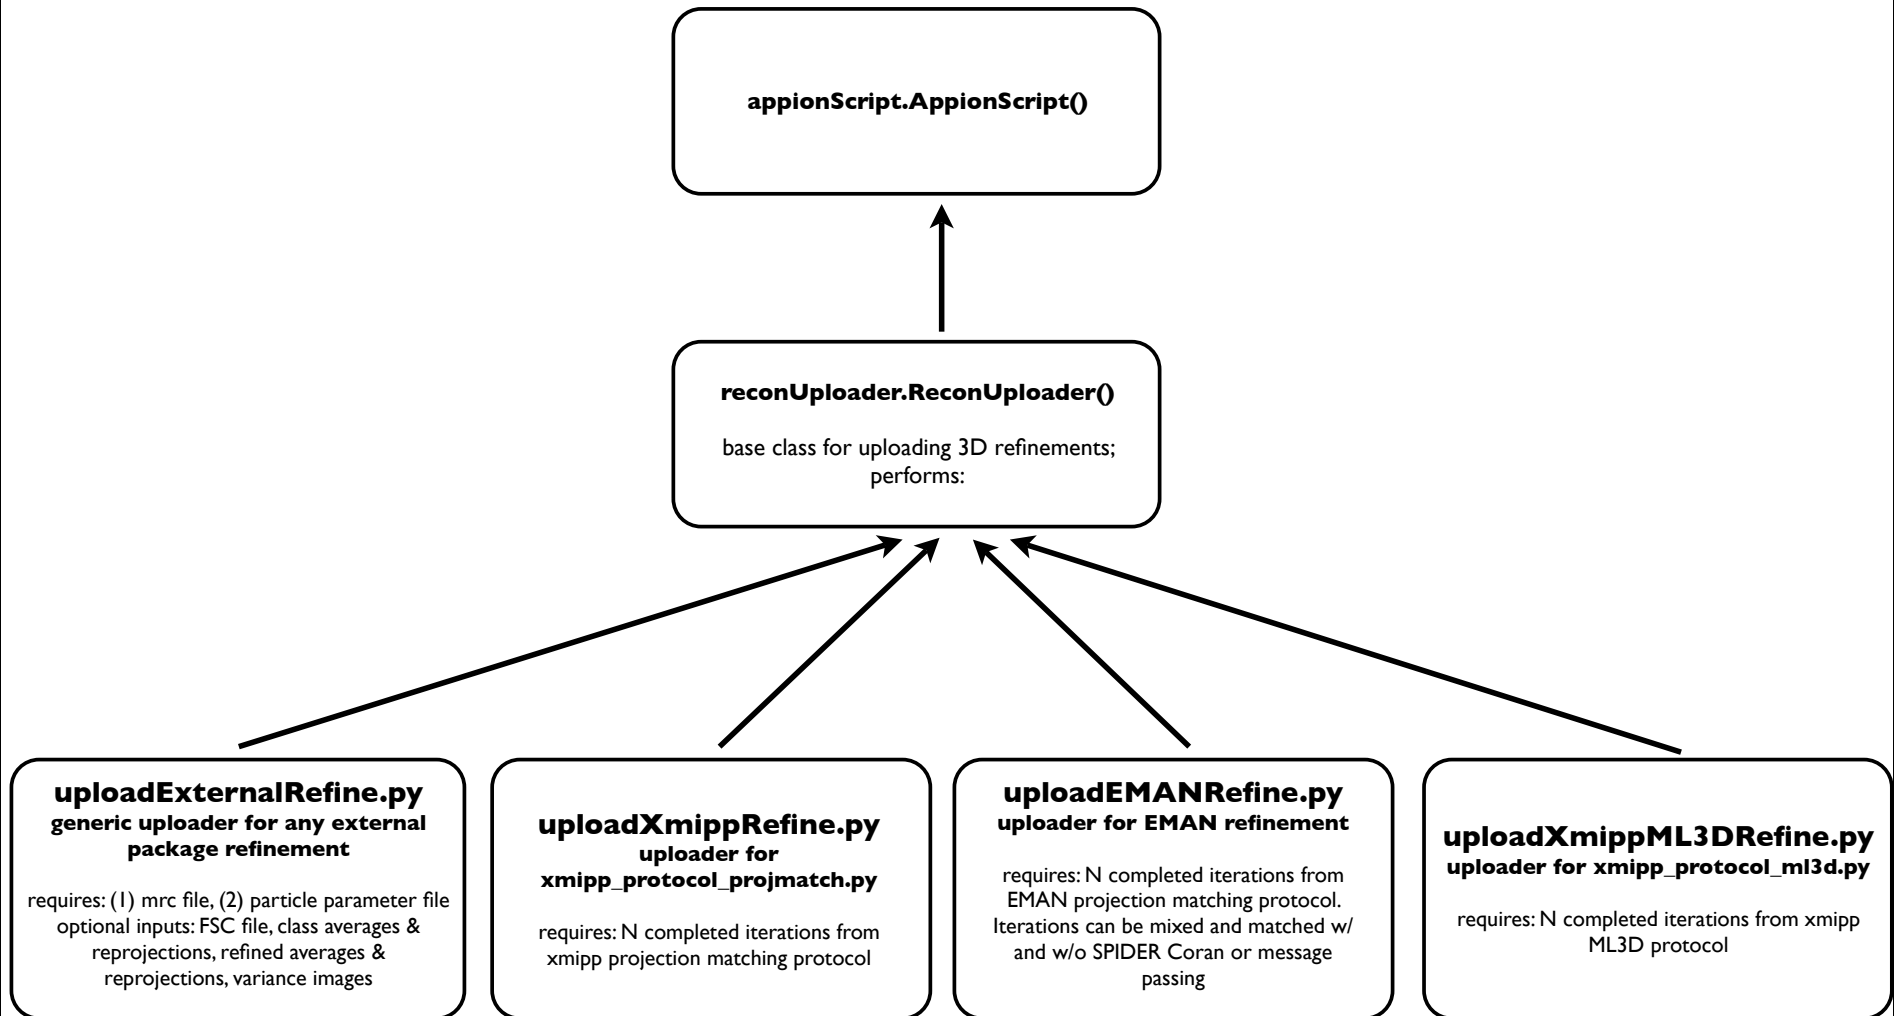 appionScript.AppionScript()
reconUploader.ReconUploader()
base class for uploading 3D refinements;
performs:
uploadExternalRefine.py
generic uploader for any external
package refinement
requires: (1) mrc file, (2) particle parameter file
optional inputs: FSC file, class averages &
reprojections, refined averages &
reprojections, variance images
uploadXmippRefine.py
uploader for
xmipp_protocol_projmatch.py
requires: N completed iterations from
xmipp projection matching protocol
uploadEMANRefine.py
uploader for EMAN refinement
requires: N completed iterations from
EMAN projection matching protocol.
Iterations can be mixed and matched w/
and w/o SPIDER Coran or message
passing
uploadXmippML3DRefine.py
uploader for xmipp_protocol_ml3d.py
requires: N completed iterations from xmipp
ML3D protocol